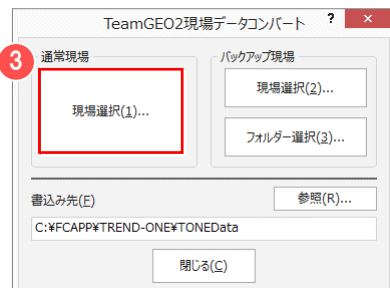 TeamGEO2現場データコンバート ? ×
3
通常現場
現場選択(1)...
バックアップ現場
現場選択(2)...
フォルダー選択(3)...
書込み先(F)
参照(R)...
C:¥FCAPP¥TREND-ONE¥TONEData
閉じる(C)